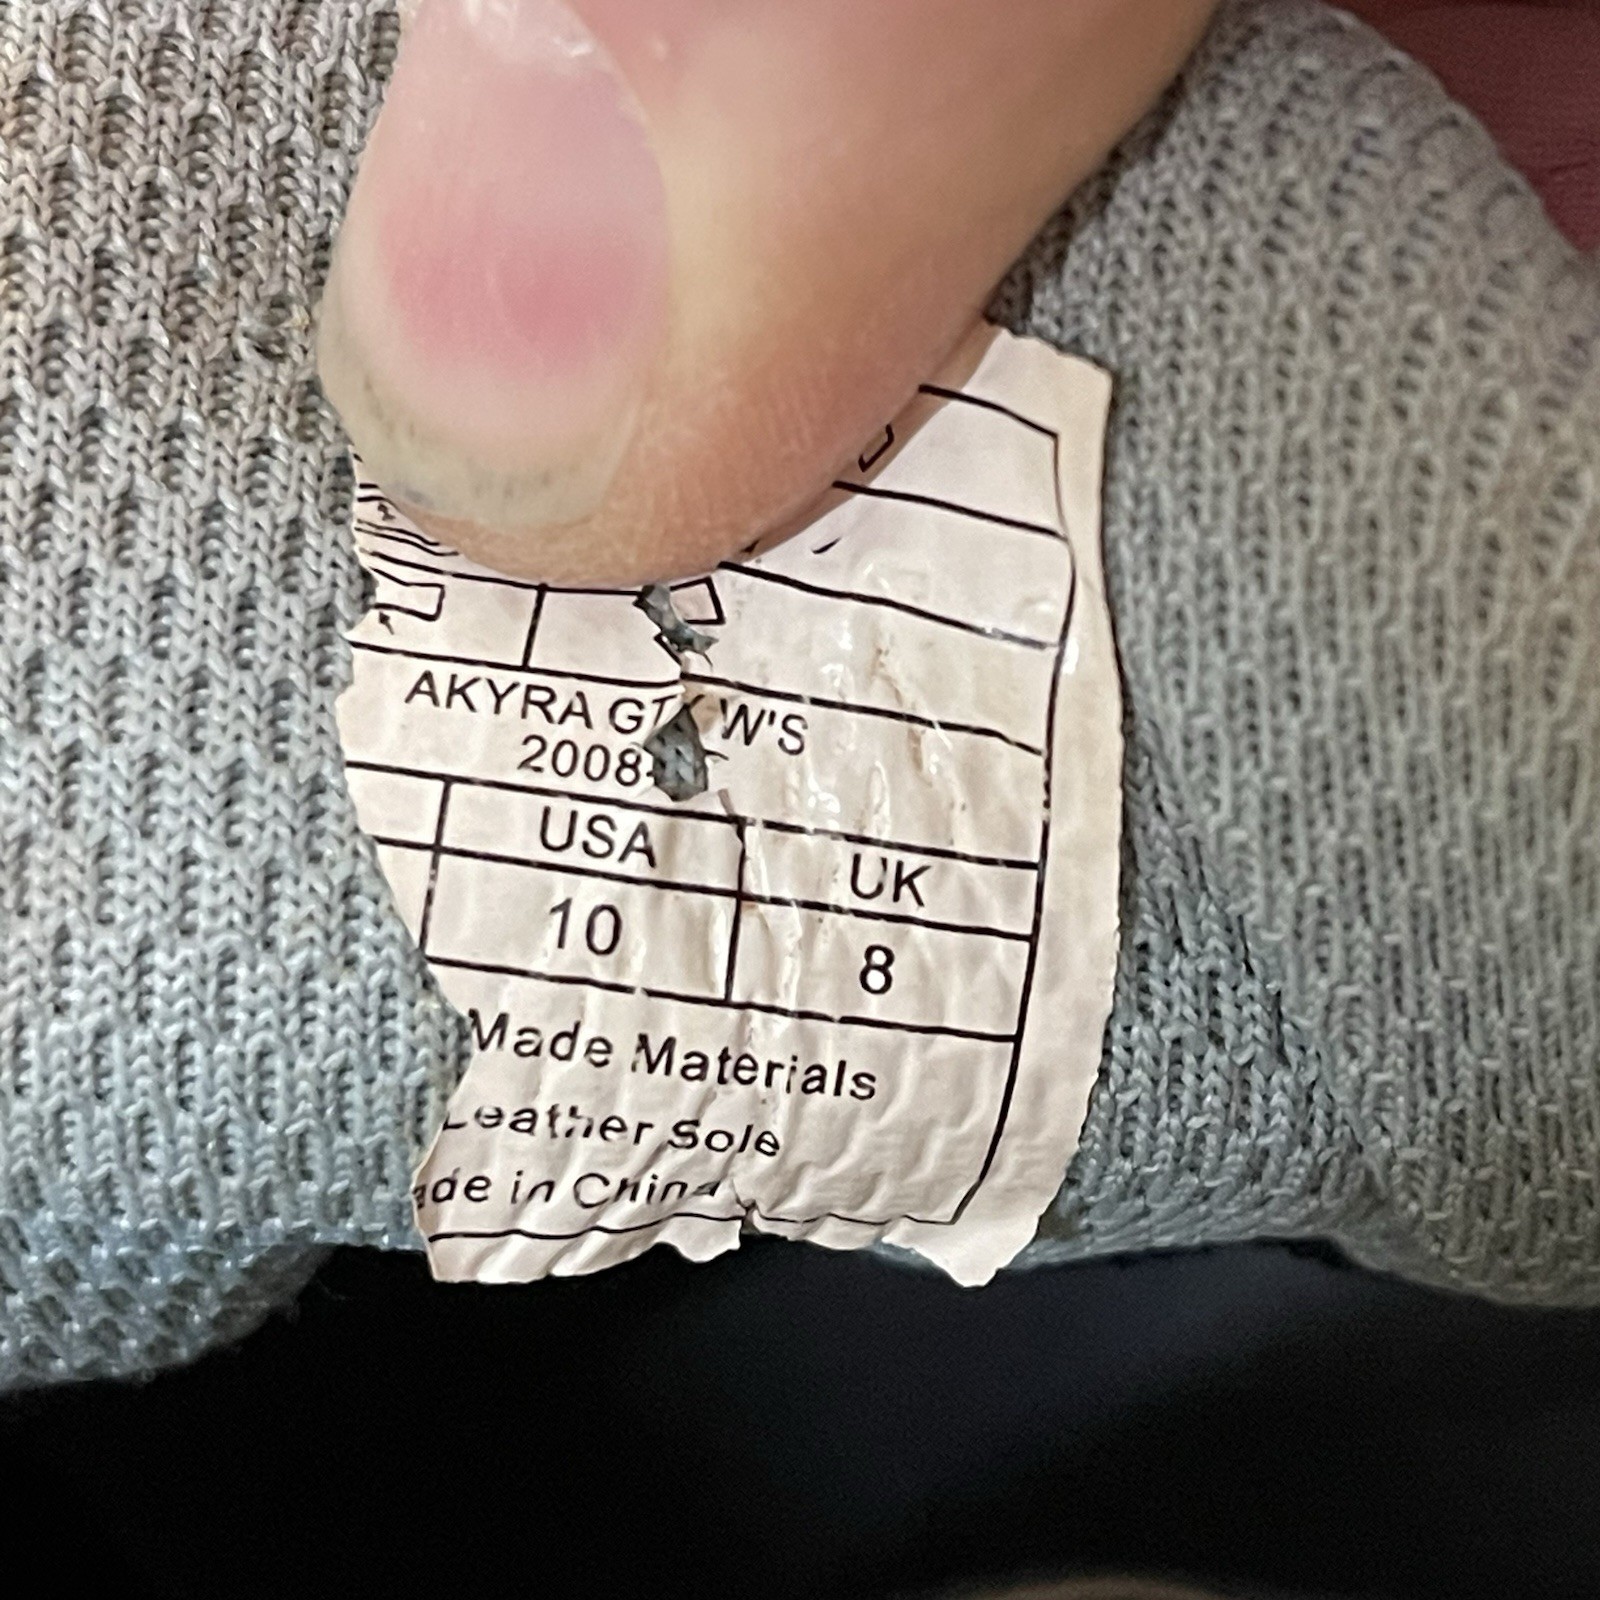 AKYRA GTX W'S
2008-
USA
UK
10
8
Made Materials
Leather Sole
ade in China